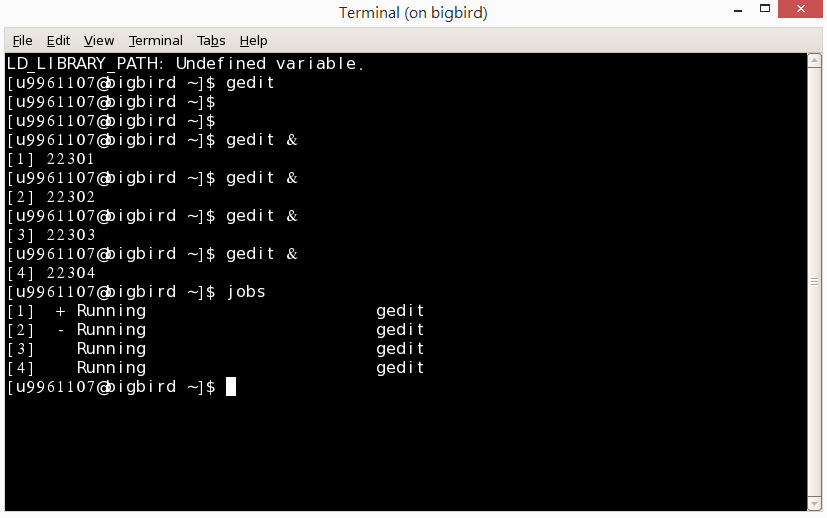 Terminal (on bigbird)
File Edit View Terminal Tabs Help
LD_LIBRARY_PATH: Undefined variable.
[u9961107@bigbird ~]$ gedit
[u9961107@bigbird ~]$
[u9961107@bigbird ~]$
[u9961107@bigbird ~]$ gedit &
[1] 22301
[u9961107@bigbird ~]$ gedit &
[2] 22302
[u9961107@bigbird ~]$ gedit &
[3] 22303
[u9961107@bigbird ~]$ gedit &
[4] 22304
[u9961107@bigbird ~]$ jobs
[1]  + Running                       gedit
[2]  - Running                       gedit
[3]    Running                       gedit
[4]    Running                       gedit
[u9961107@bigbird ~]$